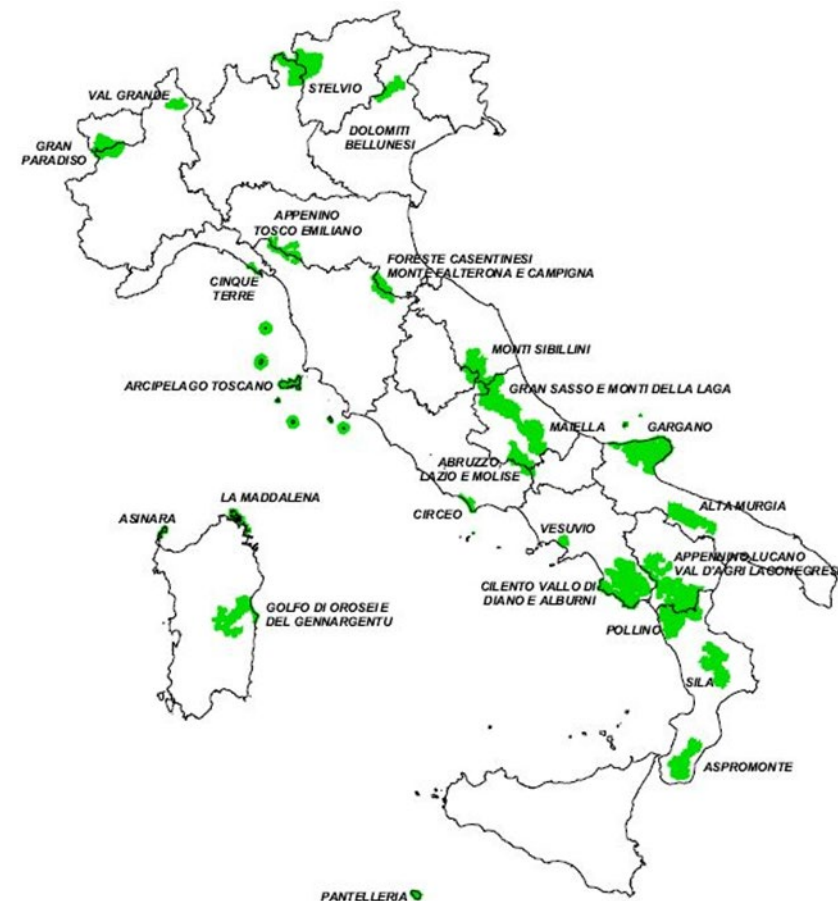 STELVIO
VAL GRANDE
DOLOMITI
BELLUNESI
GRAN
PARADISO
APPENINO
TOSCO EMILIANO
FORESTE CASENTINESI
MONTE FALTERONA E CAMPIGNA
CINQUE
TERRE
MONTI SIBILLINI
ARCIPELAGO TOSCANO
GRAN SASSO E MONTI DELLA LAGA
MAIELLA
GARGANO
ABRUZZO,
LAZIO E MOLISE
LA MADDALENA
ASINARA
CIRCEO
ALTA MURGIA
VESUVIO
APPENNINO LUCANO
VAL D'AGRI LAGONEGRES
CILENTO VALLO DI
DIANO E ALBURNI
GOLFO DI OROSEI E
DEL GENNARGENTU
POLLINO
SILA
ASPROMONTE
PANTELLERIA